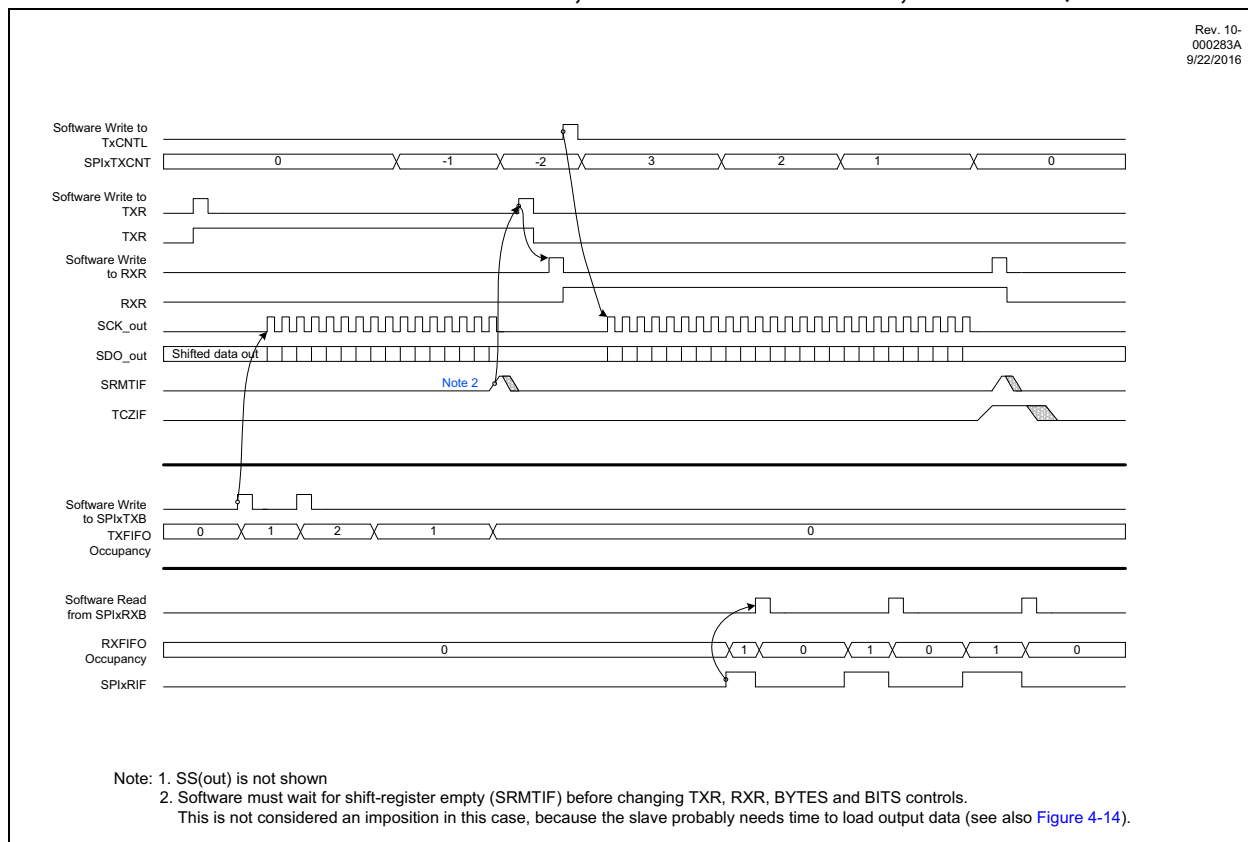 Rev. 10-
000283A
9/22/2016
Software Write to
TxCNTL
SPIxTXCNT
0 -1 -2 3 2 1 0
Software Write to
TXR
TXR
Software Write
to RXR
RXR
SCK_out
SDO_out
Shifted data out
SRMTIF
Note 2
TCZIF
Software Write
to SPIxTXB
TXFIFO
Occupancy
0 1 2 1 0
Software Read
from SPIxRXB
RXFIFO
Occupancy
0 1 0 1 0 1 0
SPIxRIF
Note: 1. SS(out) is not shown
2. Software must wait for shift-register empty (SRMTIF) before changing TXR, RXR, BYTES and BITS controls.
This is not considered an imposition in this case, because the slave probably needs time to load output data (see also Figure 4-14).